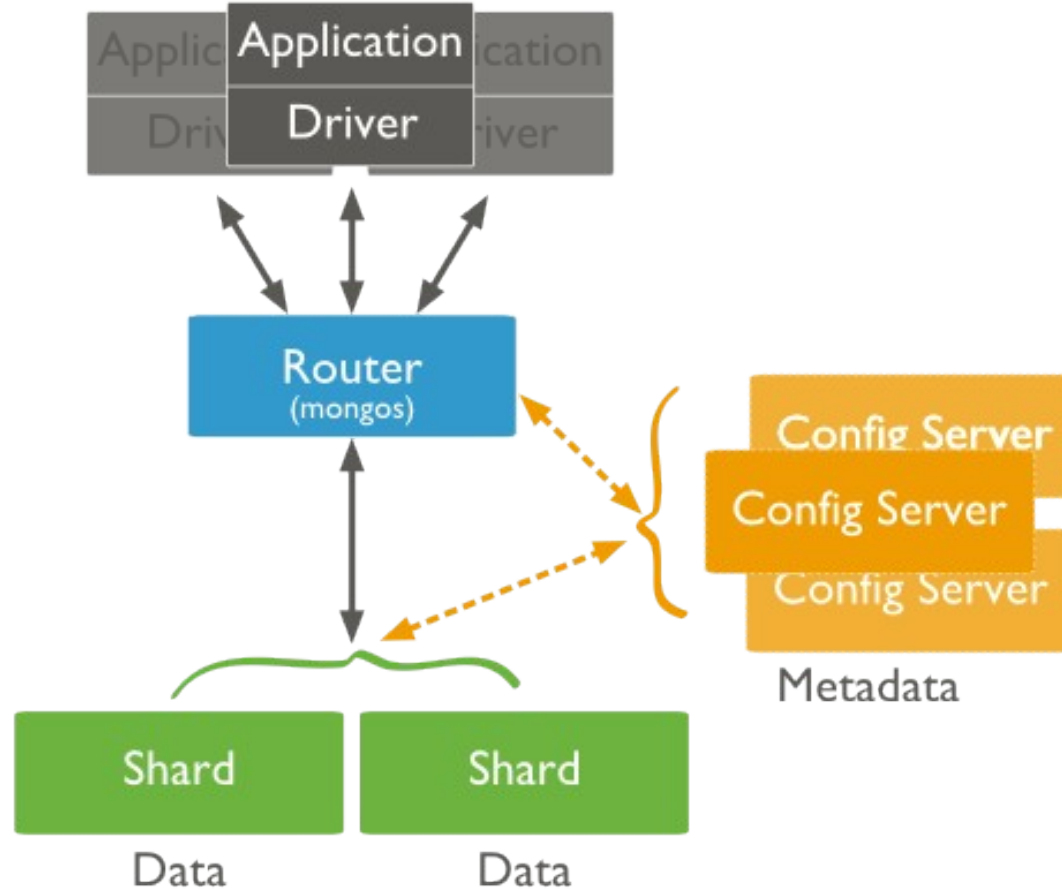 Application
Driver
Router
(mongos)
Config Server
Config Server
Config Server
Metadata
Shard
Shard
Data
Data